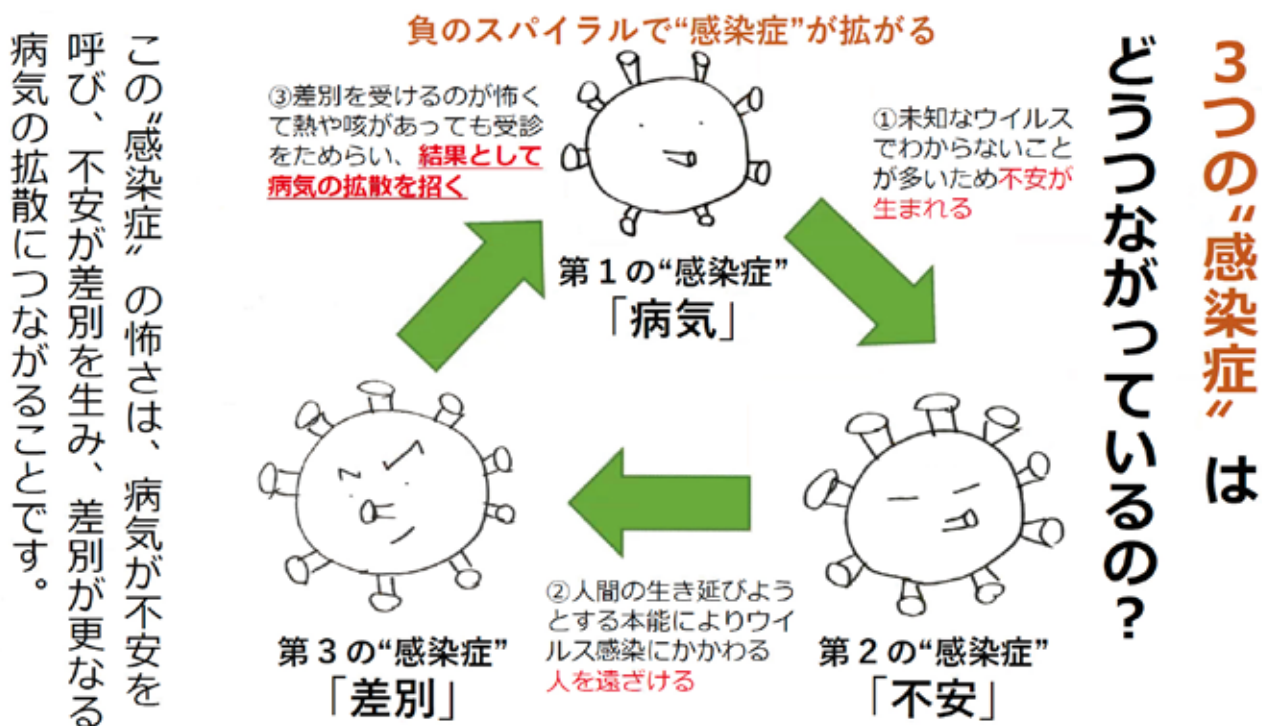 3つの〝感染症〟は
どうつながっているの?
負のスパイラルで“感染症”が拡がる
①未知なウイルス
でわからないこと
が多いため不安が
生まれる
第1の“感染症”
「病気」
第2の“感染症”
「不安」
②人間の生き延びよう
とする本能によりウイ
ルス感染にかかわる
人を遠ざける
第3の“感染症”
「差別」
③差別を受けるのが怖く
て熱や咳があっても受診
をためらい、結果として
病気の拡散を招く
この〝感染症〟の怖さは、病気が不安を
呼び、不安が差別を生み、差別が更なる
病気の拡散につながることです。